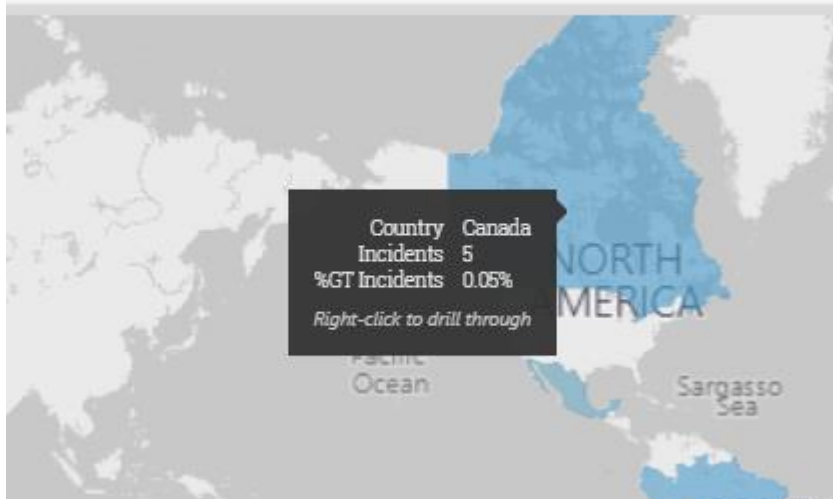 Country Canada
Incidents 5
%GT Incidents 0.05%
Right-click to drill through
NORTH
AMERICA
Pacific
Ocean
Sargasso
Sea